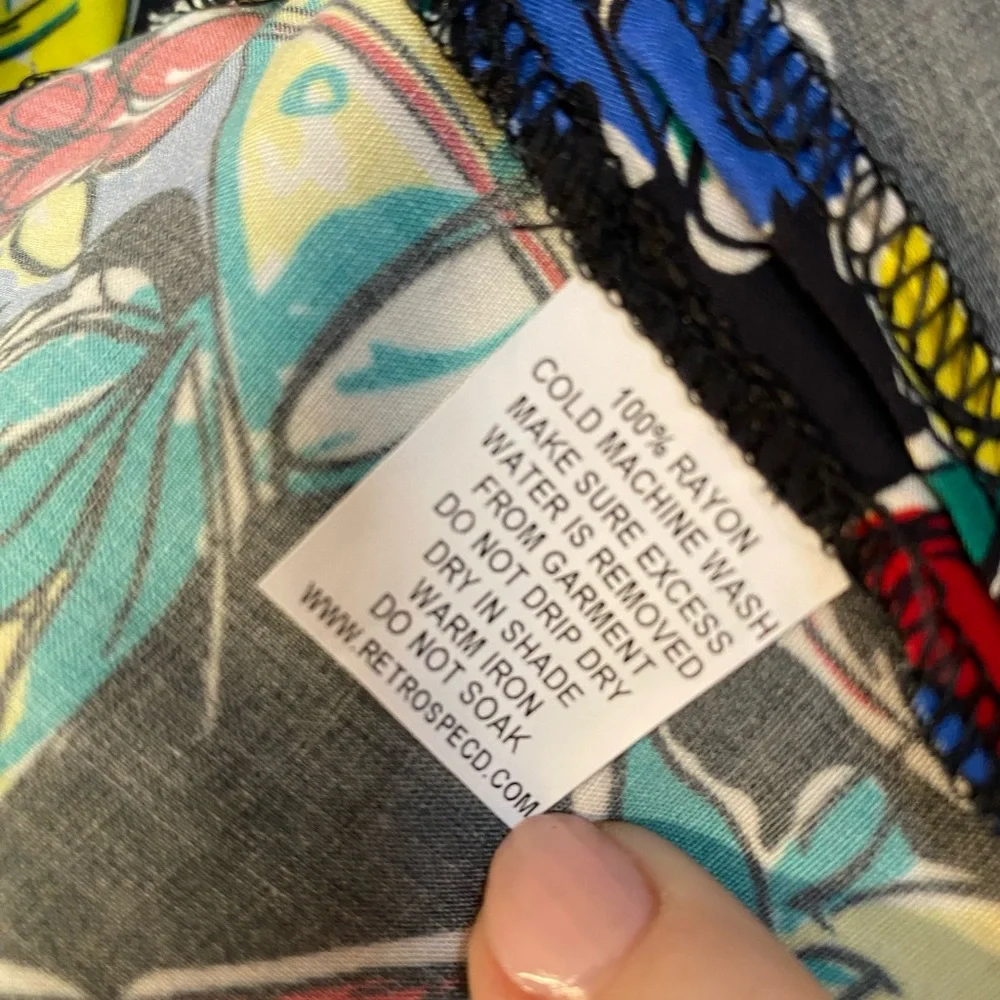 100% RAYON
COLD MACHINE WASH
MAKE SURE EXCESS
WATER IS REMOVED
FROM GARMENT
DO NOT DRIP DRY
DRY IN SHADE
WARM IRON
DO NOT SOAK
WWW.RETROSPECD.COM